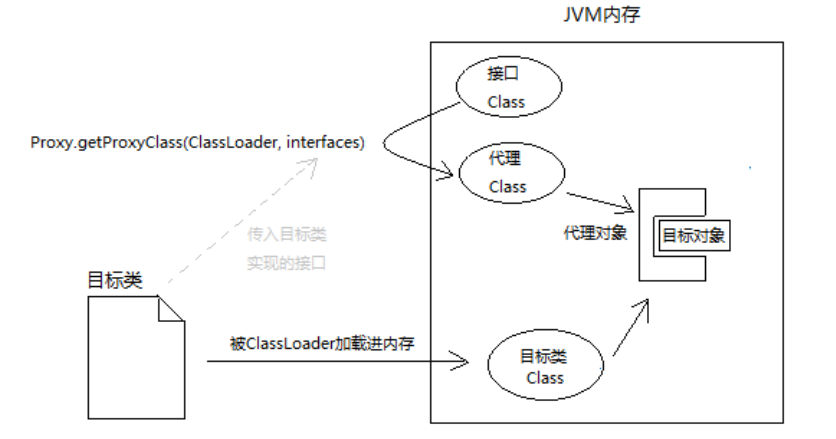 JVM内存
接口
Class
Proxy.getProxyClass(ClassLoader, interfaces)
代理
Class
传入目标类
实现的接口
代理对象
目标对象
目标类
被ClassLoader加载进内存
目标类
Class